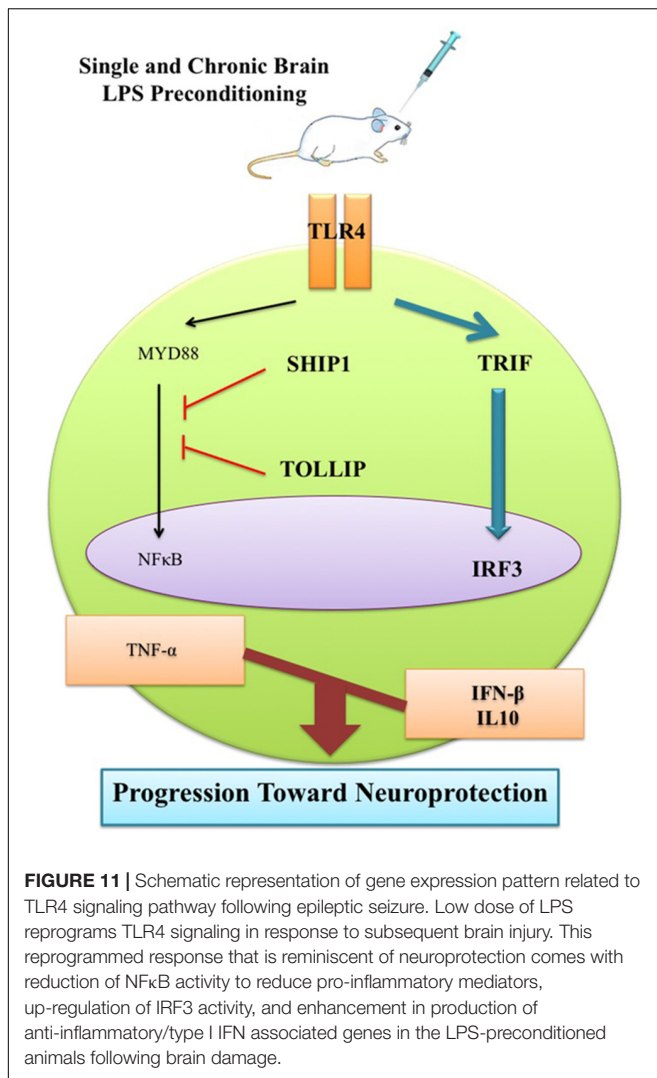 Single and Chronic Brain
LPS Preconditioning
TLR4
MYD88
SHIP1
TRIF
TOLLIP
NFκB
IRF3
TNF-α
IFN-β
IL10
Progression Toward Neuroprotection
FIGURE 11 | Schematic representation of gene expression pattern related to
TLR4 signaling pathway following epileptic seizure. Low dose of LPS
reprograms TLR4 signaling in response to subsequent brain injury. This
reprogrammed response that is reminiscent of neuroprotection comes with
reduction of NFκB activity to reduce pro-inflammatory mediators,
up-regulation of IRF3 activity, and enhancement in production of
anti-inflammatory/type I IFN associated genes in the LPS-preconditioned
animals following brain damage.